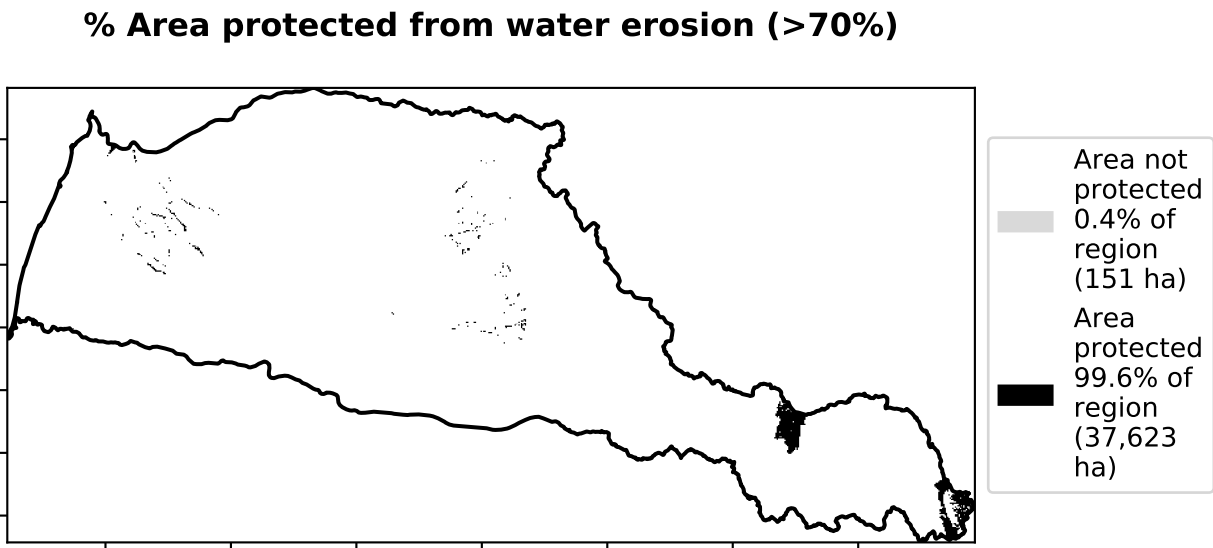 % Area protected from water erosion (>70%)
Area not
protected
0.4% of
region
(151 ha)
Area
protected
99.6% of
region
(37,623
ha)